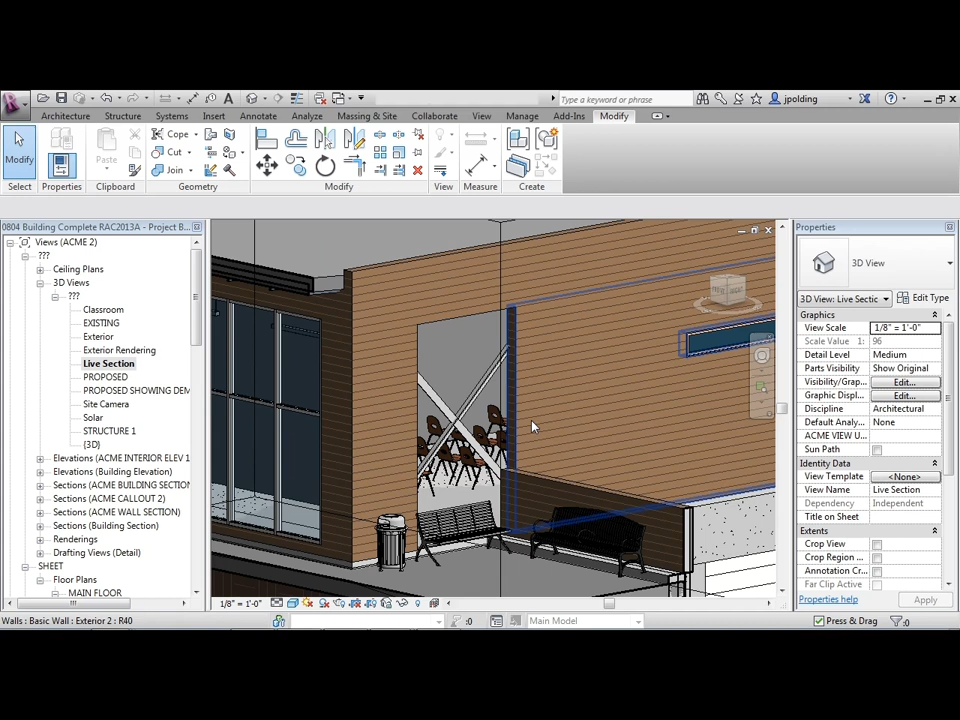 Type a keyword or phrase
jpolding
Architecture Structure Systems Insert Annotate Analyze Massing & Site Collaborate View Manage Add-Ins Modify
Modify
Paste
Cope
Cut
Join
Select Properties Clipboard Geometry Modify View Measure Create
0804 Building Complete RAC2013A - Project B...
Views (ACME 2)
???
Ceiling Plans
3D Views
???
Classroom
EXISTING
Exterior
Exterior Rendering
Live Section
PROPOSED
PROPOSED SHOWING DEM
Site Camera
Solar
STRUCTURE 1
{3D}
Elevations (ACME INTERIOR ELEV 1
Elevations (Building Elevation)
Sections (ACME BUILDING SECTION
Sections (ACME CALLOUT 2)
Sections (ACME WALL SECTION)
Sections (Building Section)
Renderings
Drafting Views (Detail)
SHEET
Floor Plans
MAIN FLOOR
1/8" = 1'-0"
Properties
3D View
3D View: Live Sectic
Edit Type
Graphics
View Scale 1/8" = 1'-0"
Scale Value 1: 96
Detail Level Medium
Parts Visibility Show Original
Visibility/Grap... Edit...
Graphic Displ... Edit...
Discipline Architectural
Default Analy... None
ACME VIEW U...
Sun Path
Identity Data
View Template <None>
View Name Live Section
Dependency Independent
Title on Sheet
Extents
Crop View
Crop Region ...
Annotation Cr...
Far Clip Active
Properties help Apply
Walls : Basic Wall : Exterior 2 : R40
:0
Main Model
Press & Drag
:0